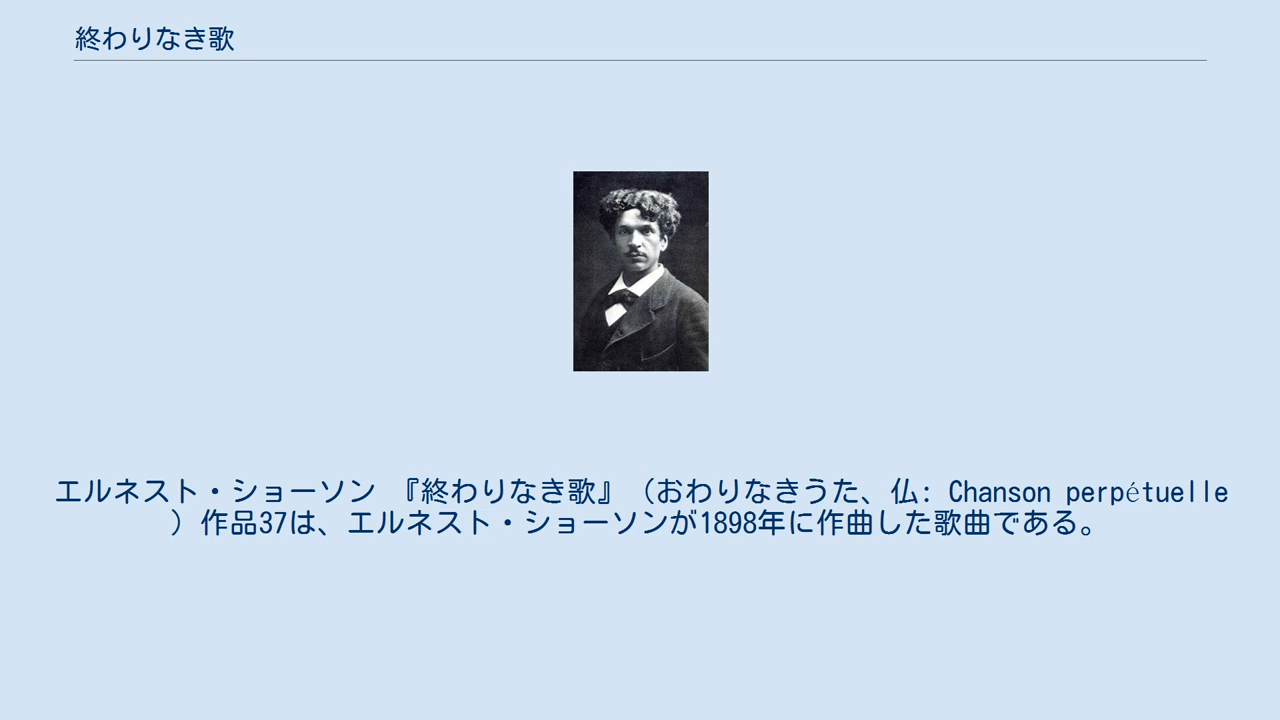 終わりなき歌
エルネスト・ショーソン 『終わりなき歌』（おわりなきうた、仏: Chanson perpétuelle
）作品37は、エルネスト・ショーソンが1898年に作曲した歌曲である。